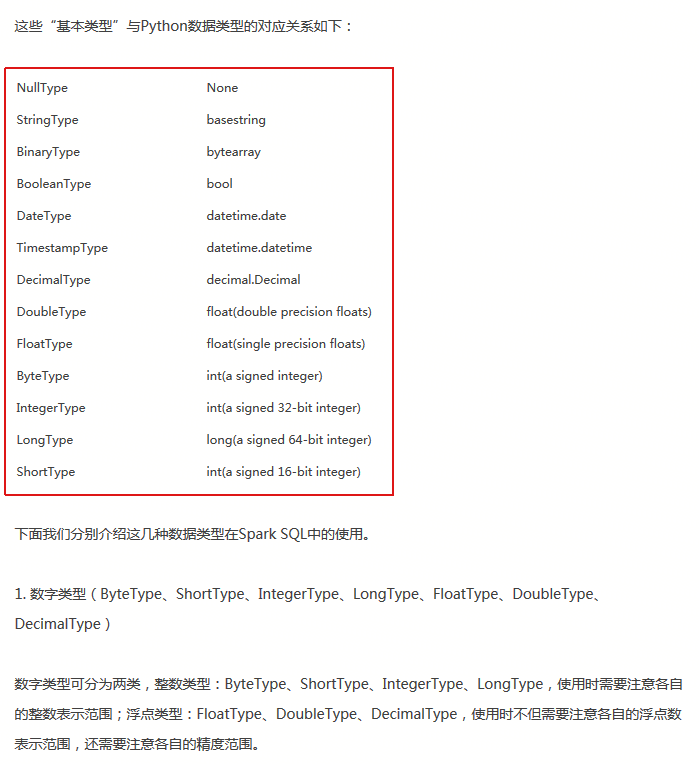 这些“基本类型”与Python数据类型的对应关系如下：
NullType None
StringType basestring
BinaryType bytearray
BooleanType bool
DateType datetime.date
TimestampType datetime.datetime
DecimalType decimal.Decimal
DoubleType float(double precision floats)
FloatType float(single precision floats)
ByteType int(a signed integer)
IntegerType int(a signed 32-bit integer)
LongType long(a signed 64-bit integer)
ShortType int(a signed 16-bit integer)
下面我们分别介绍这几种数据类型在Spark SQL中的使用。
1. 数字类型（ByteType、ShortType、IntegerType、LongType、FloatType、DoubleType、
DecimalType）
数字类型可分为两类，整数类型：ByteType、ShortType、IntegerType、LongType，使用时需要注意各自
的整数表示范围；浮点类型：FloatType、DoubleType、DecimalType，使用时不但需要注意各自的浮点数
表示范围，还需要注意各自的精度范围。